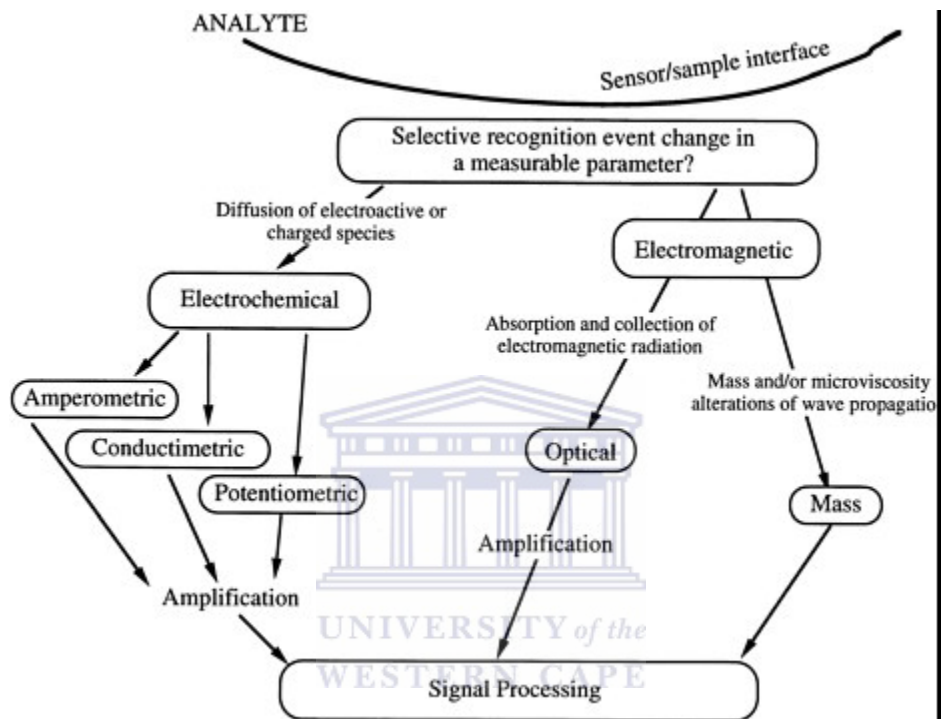 ANALYTE
Sensor/sample interface
Selective recognition event change in
a measurable parameter?
Diffusion of electroactive or
charged species
Electromagnetic
Electrochemical
Absorption and collection of
electromagnetic radiation
Mass and/or microviscosity
alterations of wave propagatio
Amperometric
Conductimetric
Optical
Potentiometric
Mass
Amplification
Amplification
UNIVERSITY of the
WESTERN CAPE
Signal Processing